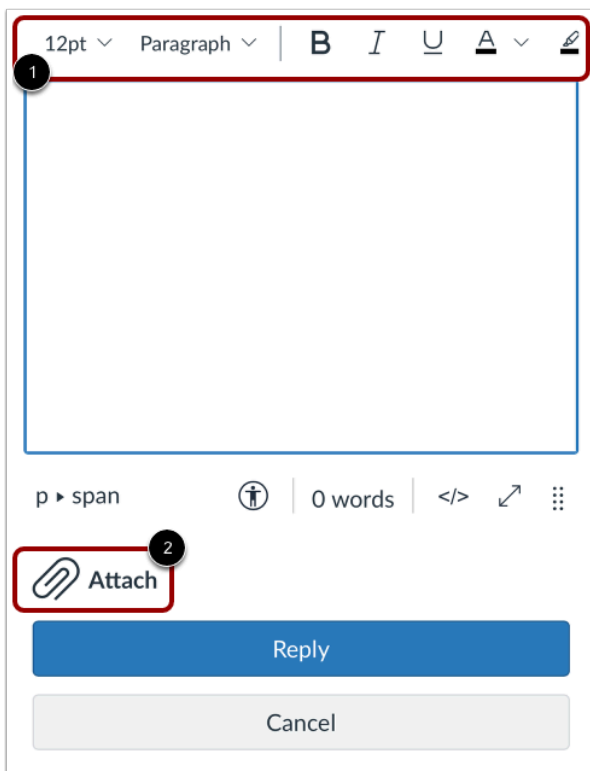 12pt Paragraph B I U A
1
p ▸ span 0 words </>
2
Attach
Reply
Cancel